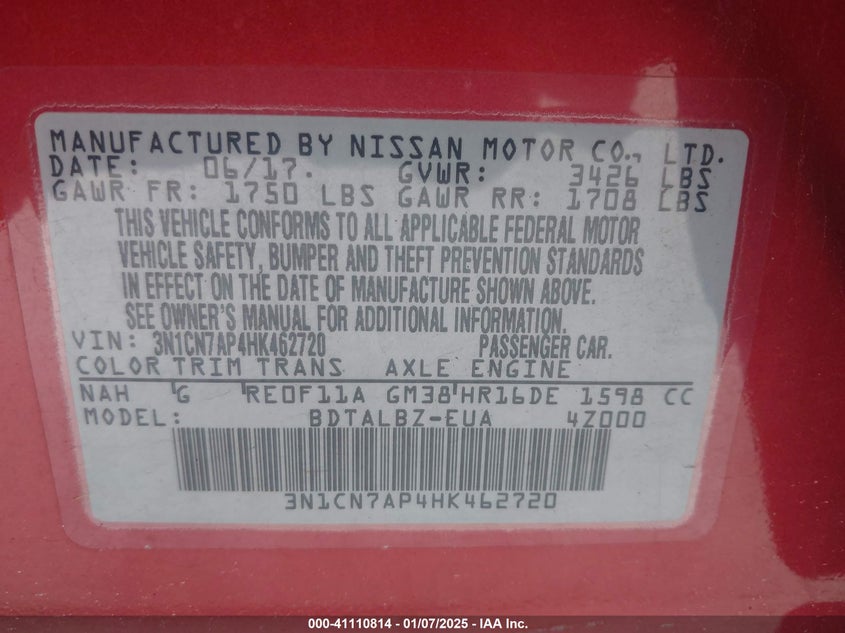 MANUFACTURED BY NISSAN MOTOR CO., LTD.
DATE: 06/17. GVWR: 3426 LBS
GAWR FR: 1750 LBS GAWR RR: 1708 LBS
THIS VEHICLE CONFORMS TO ALL APPLICABLE FEDERAL MOTOR
VEHICLE SAFETY, BUMPER AND THEFT PREVENTION STANDARDS
IN EFFECT ON THE DATE OF MANUFACTURE SHOWN ABOVE.
SEE OWNER'S MANUAL FOR ADDITIONAL INFORMATION.
VIN: 3N1CN7AP4HK462720 PASSENGER CAR.
COLOR TRIM TRANS AXLE ENGINE
NAH G RE0F11A GM38 HR16DE 1598 CC
MODEL: BDTALBZ-EUA 4Z000
3N1CN7AP4HK462720
000-41110814 - 01/07/2025 - IAA Inc.